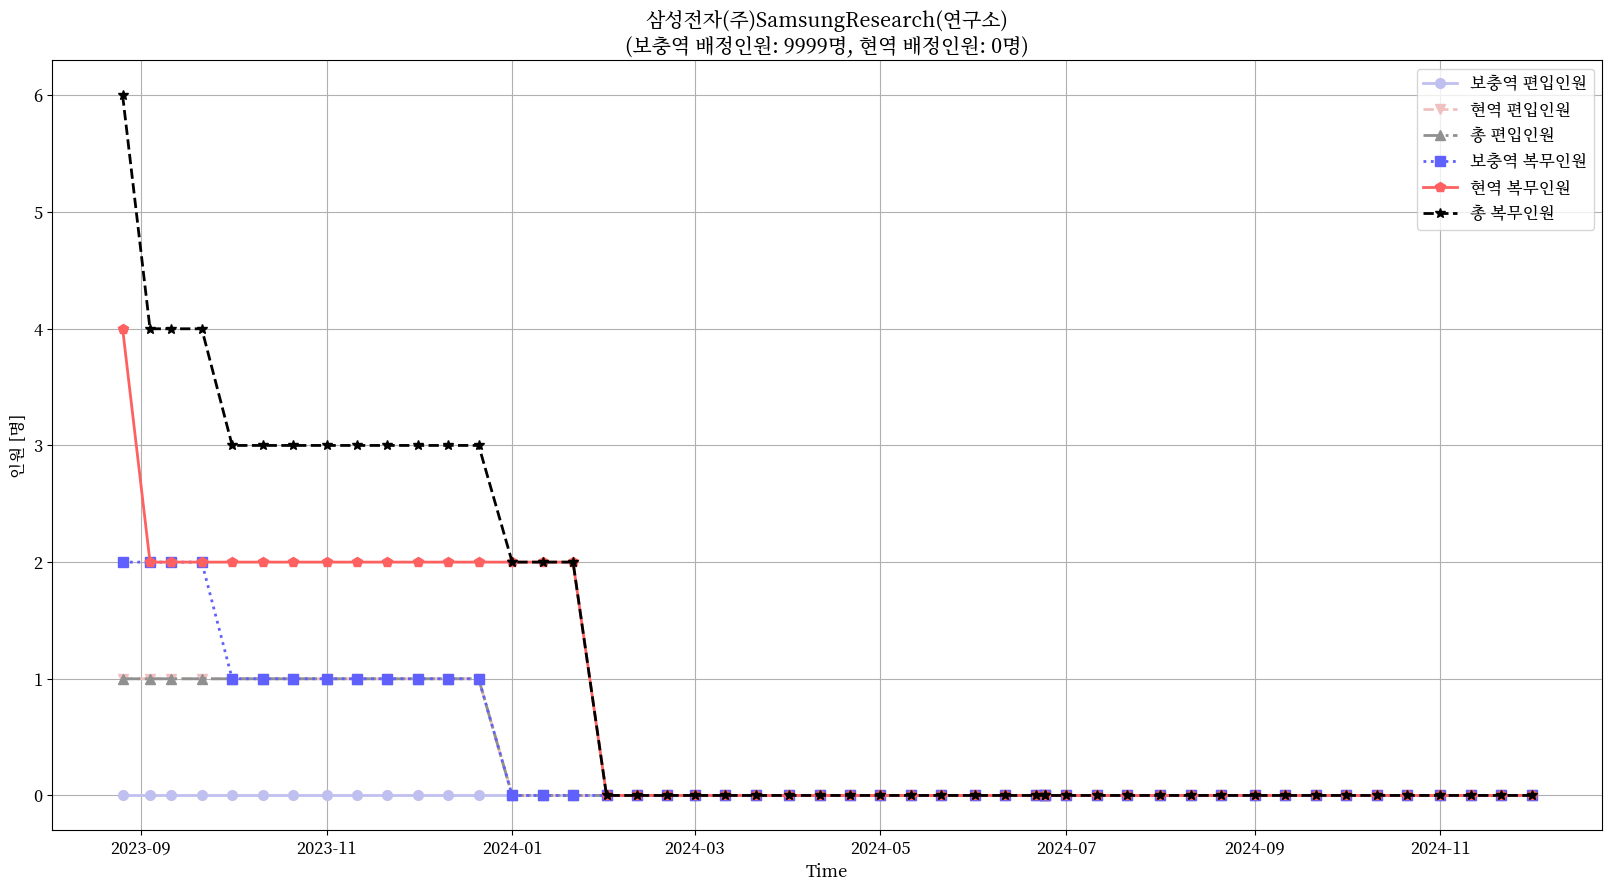 삼성전자(주)SamsungResearch(연구소)
(보충역 배정인원: 9999명, 현역 배정인원: 0명)
보충역 편입인원
현역 편입인원
총 편입인원
보충역 복무인원
현역 복무인원
총 복무인원
인원 [명]
6
5
4
3
2
1
0
2023-09 2023-11 2024-01 2024-03 2024-05 2024-07 2024-09 2024-11
Time